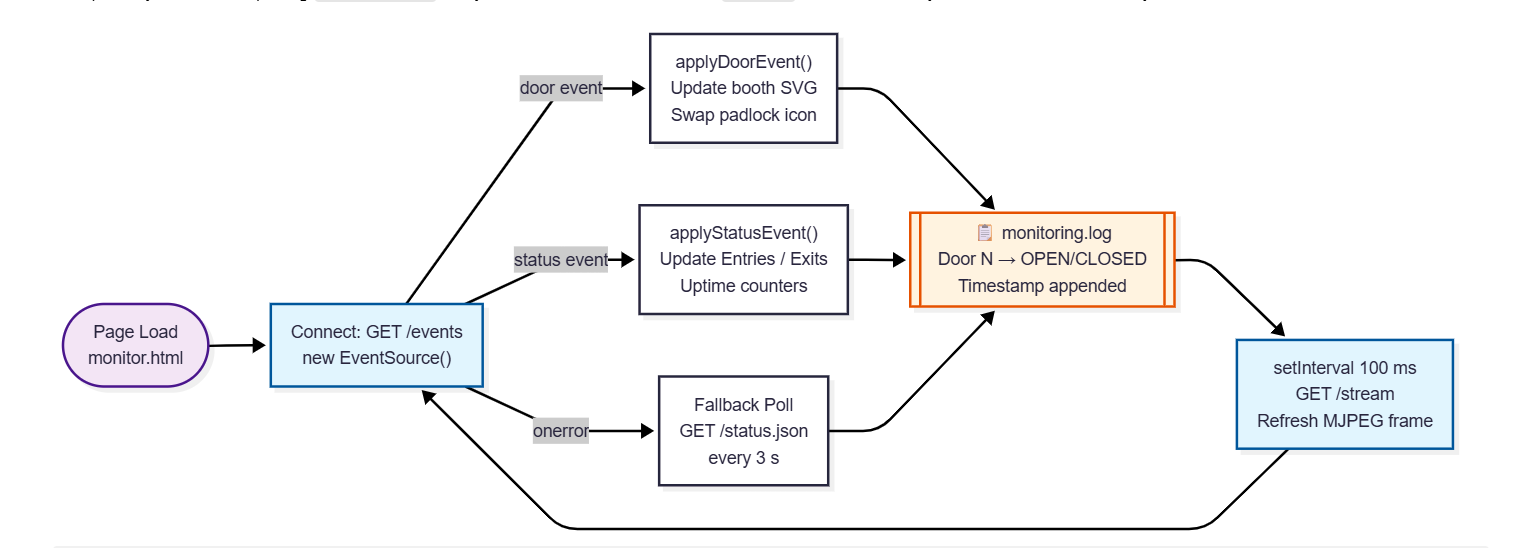 Page Load
monitor.html
Connect: GET /events
new EventSource()
door event
status event
onerror
applyDoorEvent()
Update booth SVG
Swap padlock icon
applyStatusEvent()
Update Entries / Exits
Uptime counters
Fallback Poll
GET /status.json
every 3 s
📋 monitoring.log
Door N → OPEN/CLOSED
Timestamp appended
setInterval 100 ms
GET /stream
Refresh MJPEG frame